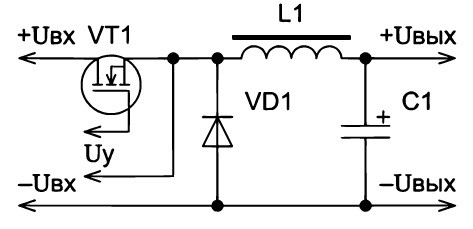 L1
+Uвх VT1 +Uвых
VD1 C1
+
Uу
–Uвх –Uвых